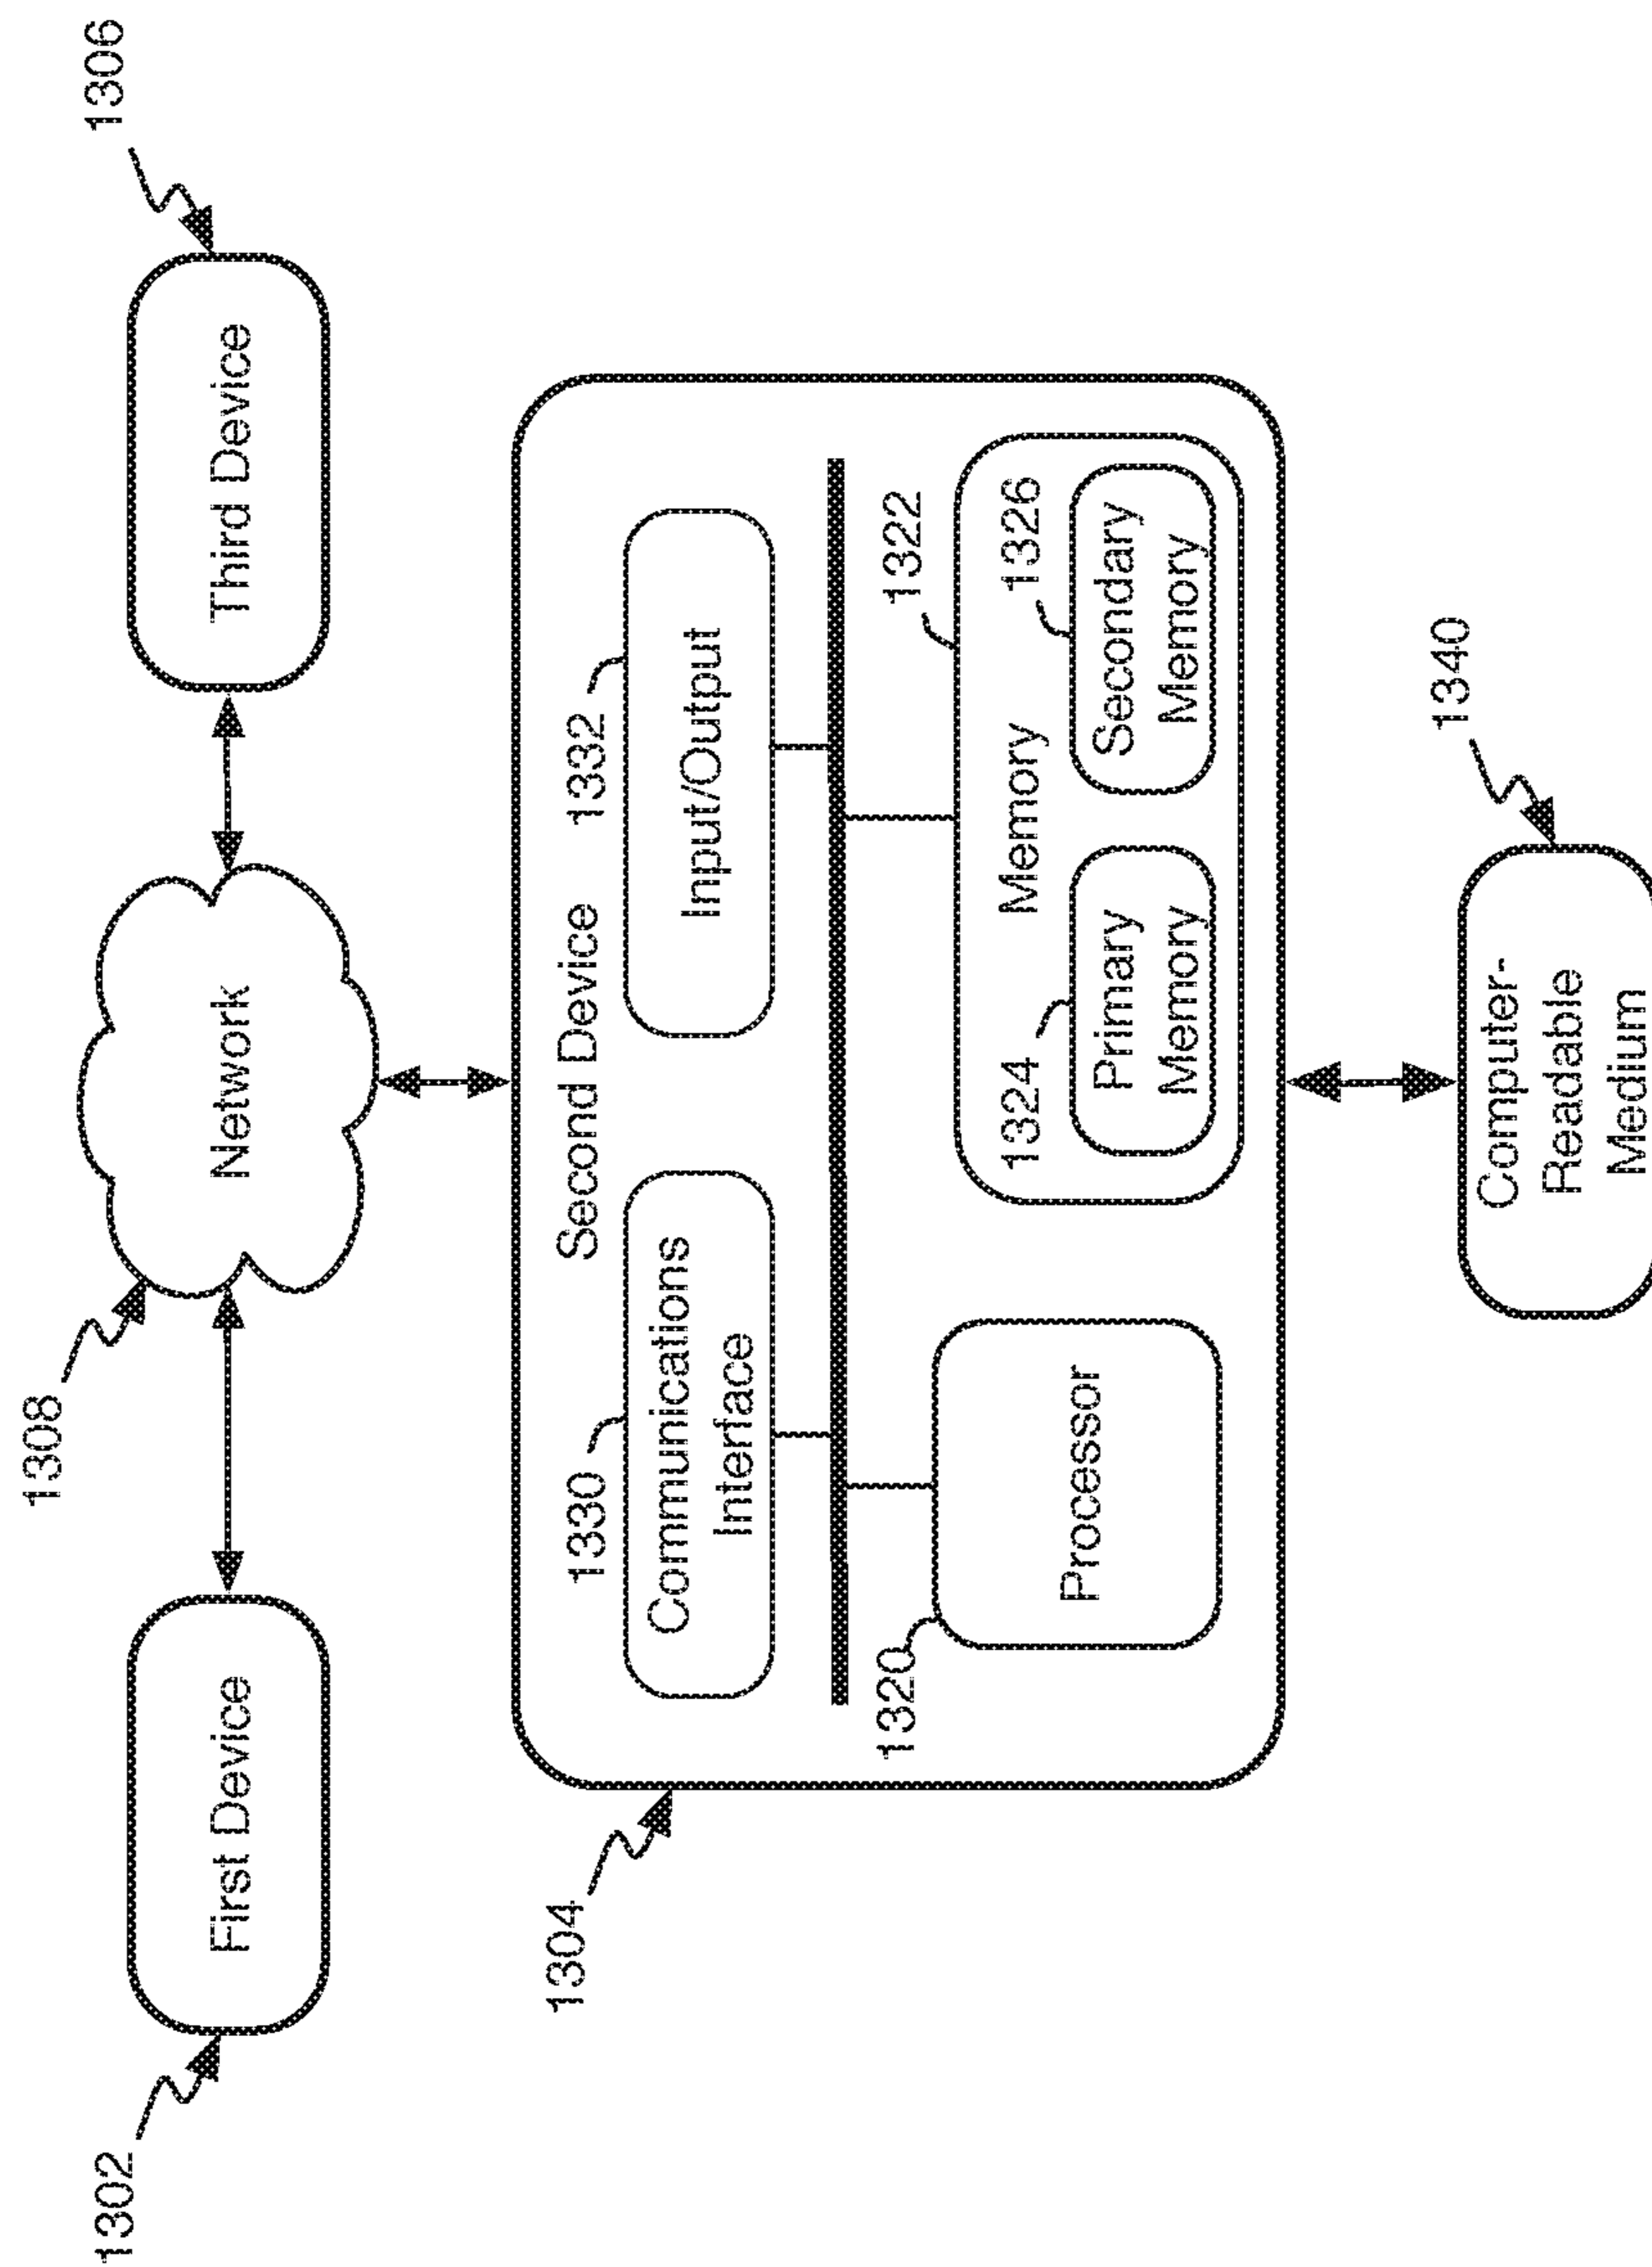 1308
1306
1302
First Device
Network
Third Device
1304
Second Device
1330
1332
Communications
Interface
Input/Output
1320
Processor
1322
Memory
1324
1326
Primary
Memory
Secondary
Memory
1340
Computer-
Readable
Medium